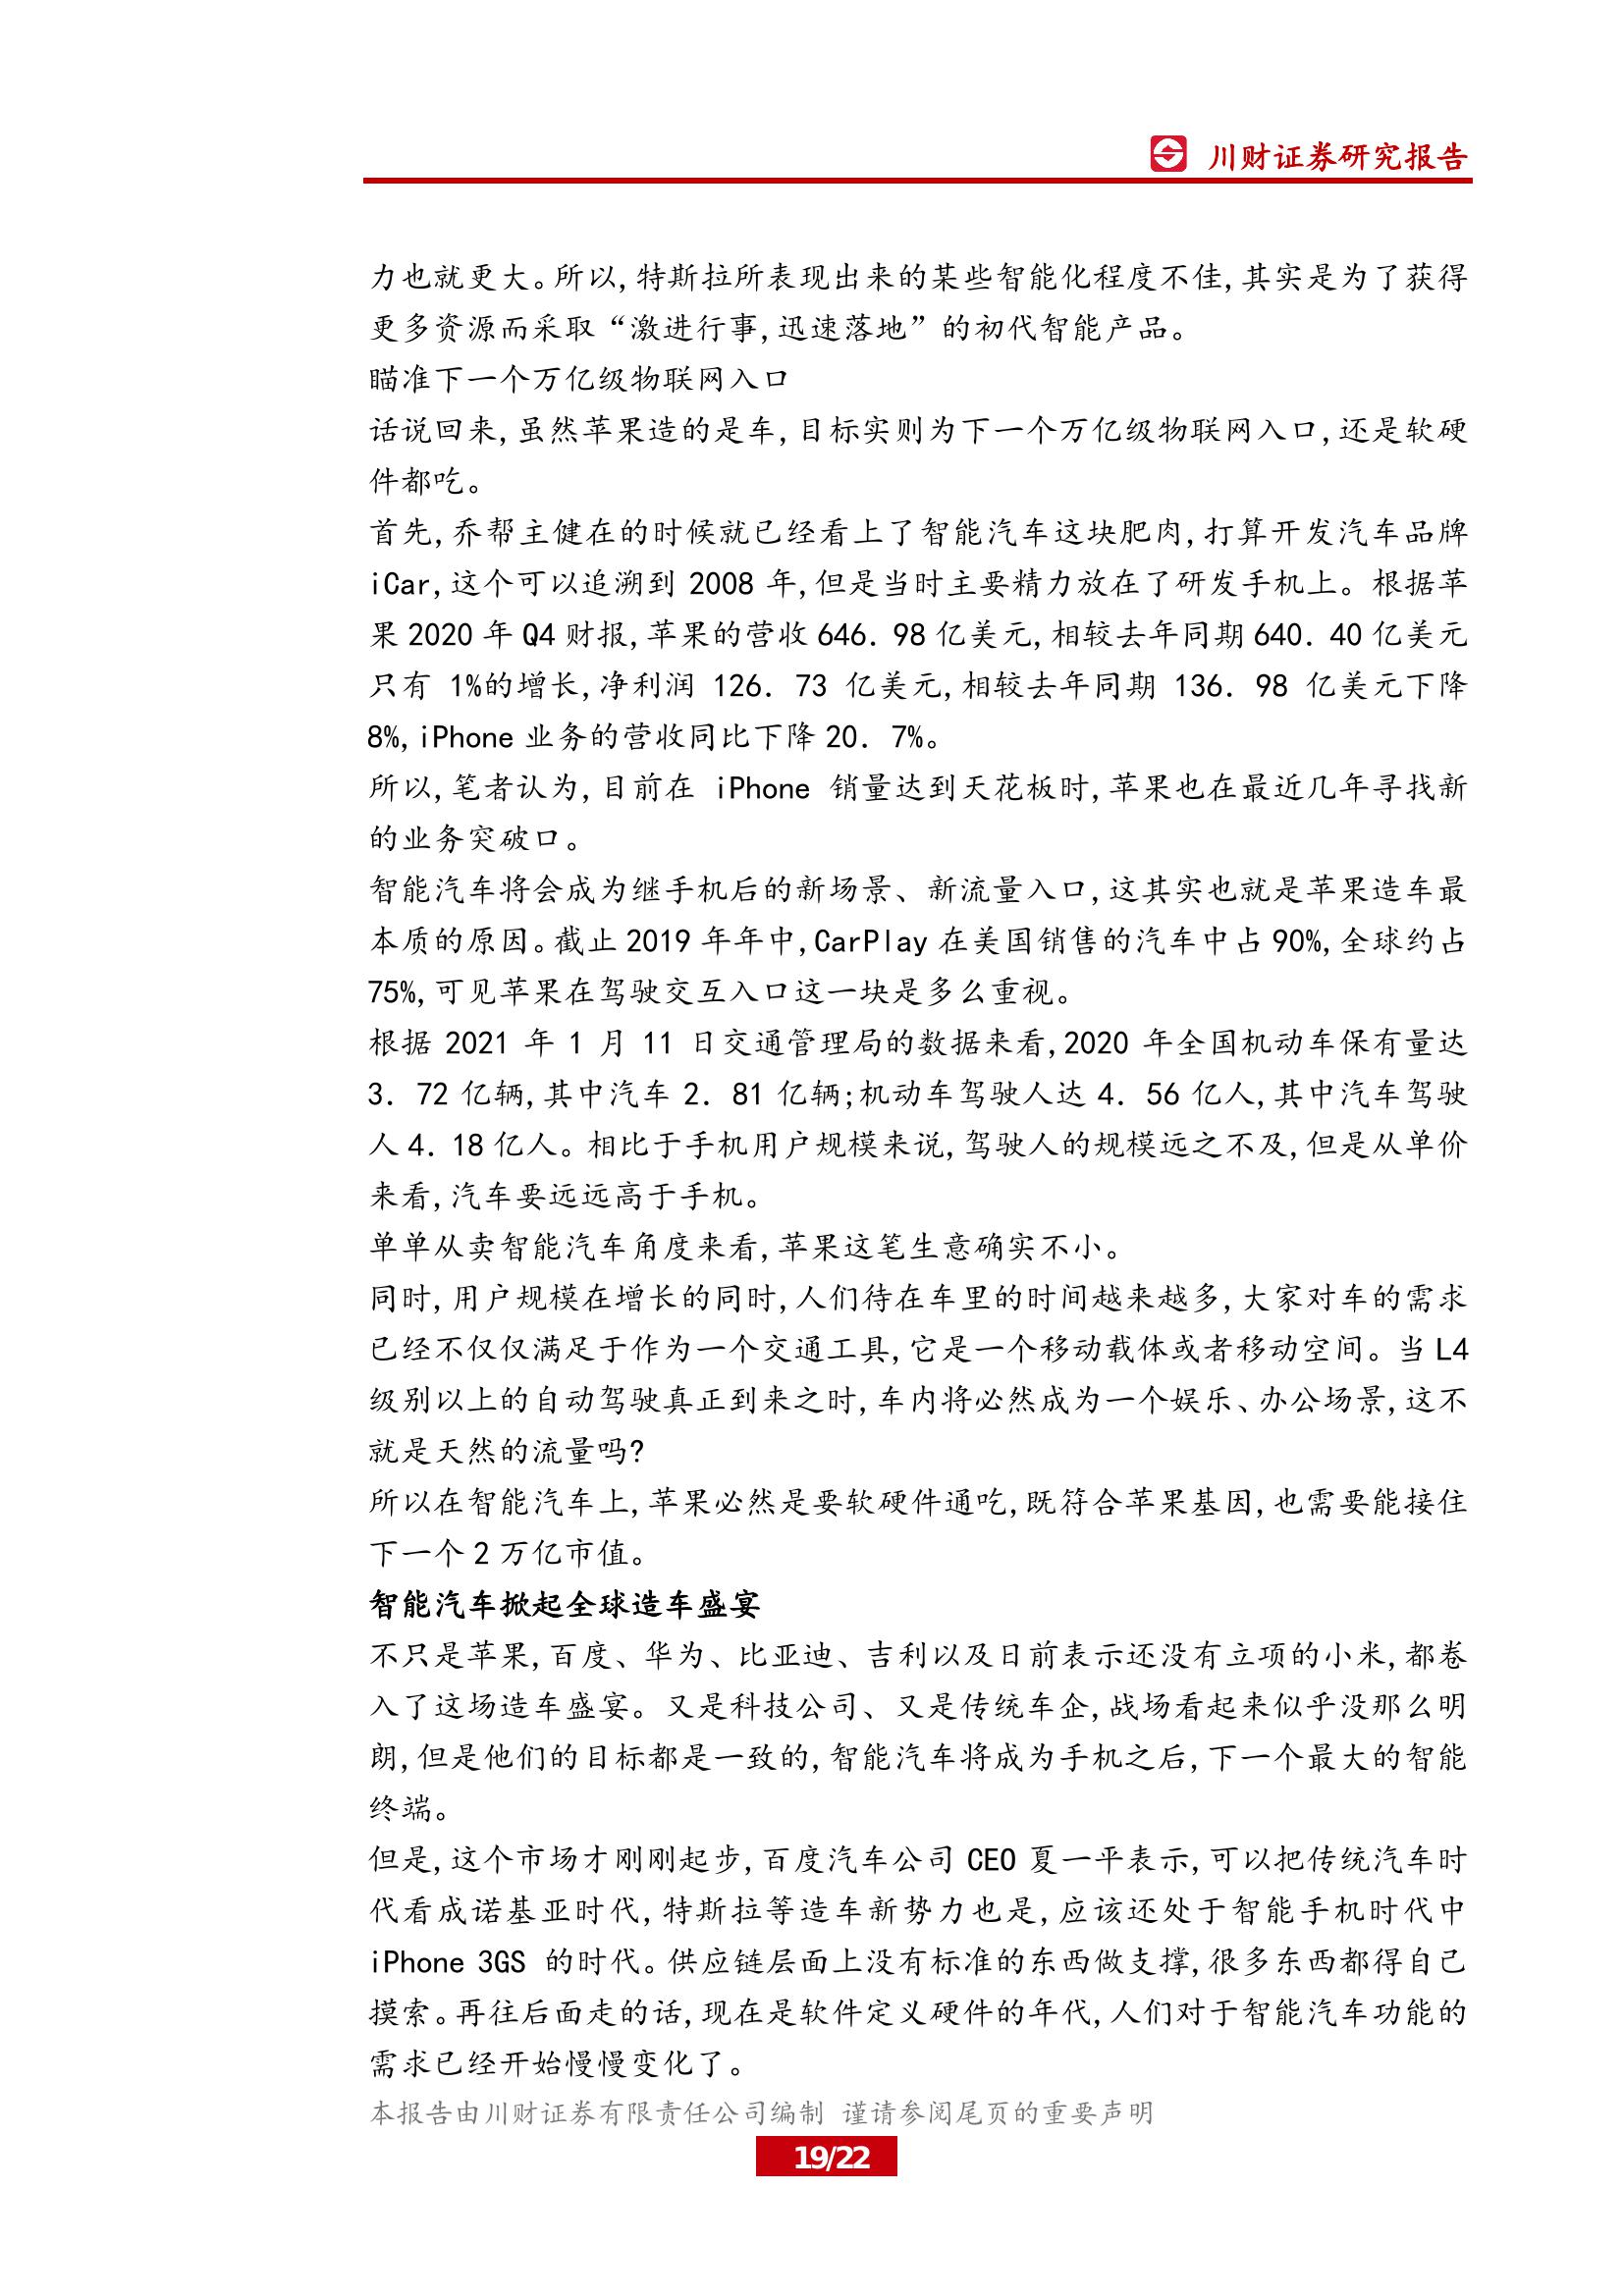 川财证券研究报告
力也就更大。所以,特斯拉所表现出来的某些智能化程度不佳,其实是为了获得
更多资源而采取“激进行事,迅速落地”的初代智能产品。
瞄准下一个万亿级物联网入口
话说回来,虽然苹果造的是车,目标实则为下一个万亿级物联网入口,还是软硬
件都吃。
首先,乔帮主健在的时候就已经看上了智能汽车这块肥肉,打算开发汽车品牌
iCar,这个可以追溯到 2008 年,但是当时主要精力放在了研发手机上。根据苹
果 2020 年 Q4 财报,苹果的营收 646．98 亿美元,相较去年同期 640．40 亿美元
只有 1%的增长,净利润 126．73 亿美元,相较去年同期 136．98 亿美元下降
8%,iPhone 业务的营收同比下降 20．7%。
所以,笔者认为,目前在 iPhone 销量达到天花板时,苹果也在最近几年寻找新
的业务突破口。
智能汽车将会成为继手机后的新场景、新流量入口,这其实也就是苹果造车最
本质的原因。截止 2019 年年中,CarPlay 在美国销售的汽车中占 90%,全球约占
75%,可见苹果在驾驶交互入口这一块是多么重视。
根据 2021 年 1 月 11 日交通管理局的数据来看,2020 年全国机动车保有量达
3．72 亿辆,其中汽车 2．81 亿辆;机动车驾驶人达 4．56 亿人,其中汽车驾驶
人 4．18 亿人。相比于手机用户规模来说,驾驶人的规模远之不及,但是从单价
来看,汽车要远远高于手机。
单单从卖智能汽车角度来看,苹果这笔生意确实不小。
同时,用户规模在增长的同时,人们待在车里的时间越来越多,大家对车的需求
已经不仅仅满足于作为一个交通工具,它是一个移动载体或者移动空间。当 L4
级别以上的自动驾驶真正到来之时,车内将必然成为一个娱乐、办公场景,这不
就是天然的流量吗?
所以在智能汽车上,苹果必然是要软硬件通吃,既符合苹果基因,也需要能接住
下一个 2 万亿市值。
智能汽车掀起全球造车盛宴
不只是苹果,百度、华为、比亚迪、吉利以及日前表示还没有立项的小米,都卷
入了这场造车盛宴。又是科技公司、又是传统车企,战场看起来似乎没那么明
朗,但是他们的目标都是一致的,智能汽车将成为手机之后,下一个最大的智能
终端。
但是,这个市场才刚刚起步,百度汽车公司 CEO 夏一平表示,可以把传统汽车时
代看成诺基亚时代,特斯拉等造车新势力也是,应该还处于智能手机时代中
iPhone 3GS 的时代。供应链层面上没有标准的东西做支撑,很多东西都得自己
摸索。再往后面走的话,现在是软件定义硬件的年代,人们对于智能汽车功能的
需求已经开始慢慢变化了。
本报告由川财证券有限责任公司编制 谨请参阅尾页的重要声明
19/22